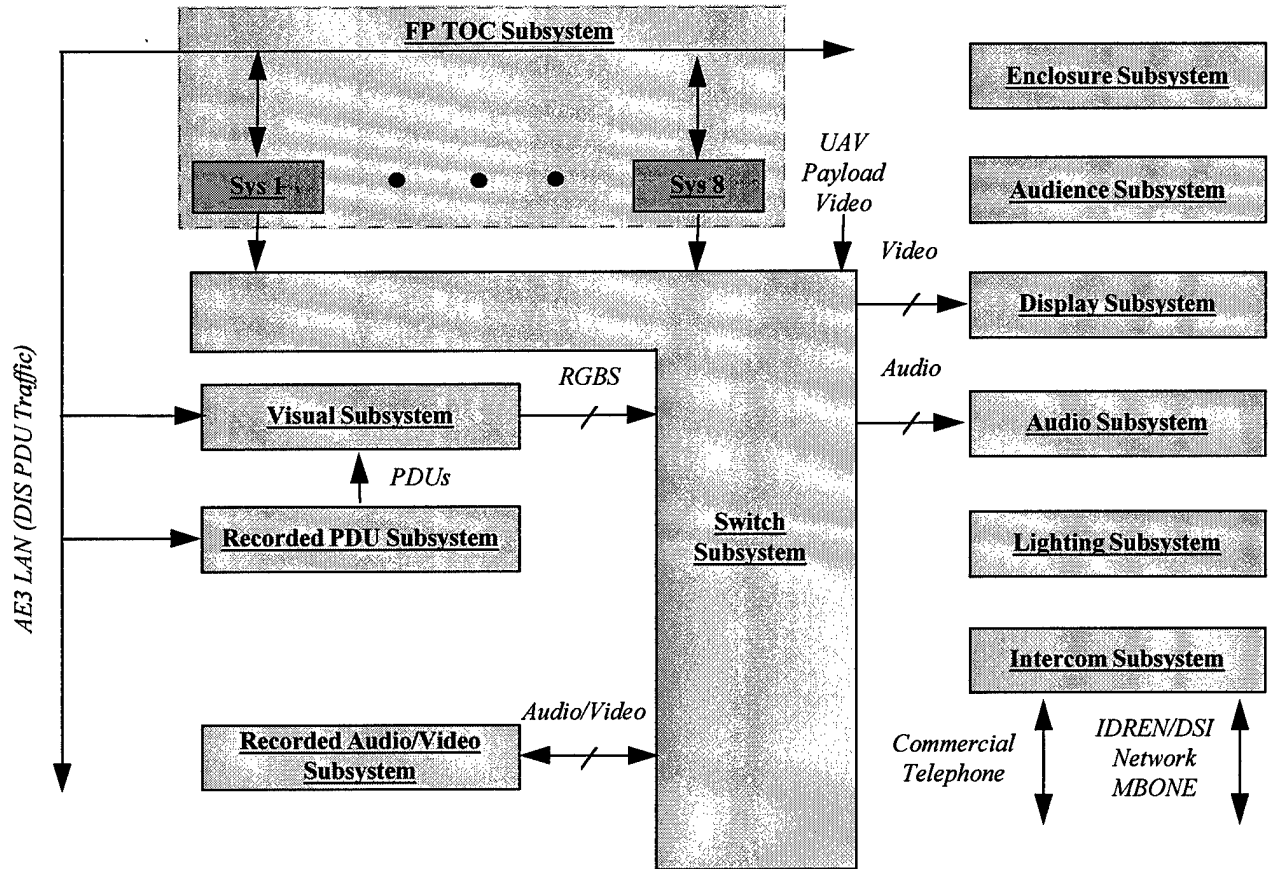 FP TOC Subsystem
Sys 1
Sys 8
UAV
Payload
Video
Enclosure Subsystem
Audience Subsystem
Video
Display Subsystem
Audio
Audio Subsystem
AE3 LAN (DIS PDU Traffic)
RGBS
Visual Subsystem
PDUs
Recorded PDU Subsystem
Switch
Subsystem
Lighting Subsystem
Intercom Subsystem
Audio/Video
Recorded Audio/Video
Subsystem
Commercial
Telephone
IDREN/DSI
Network
MBONE